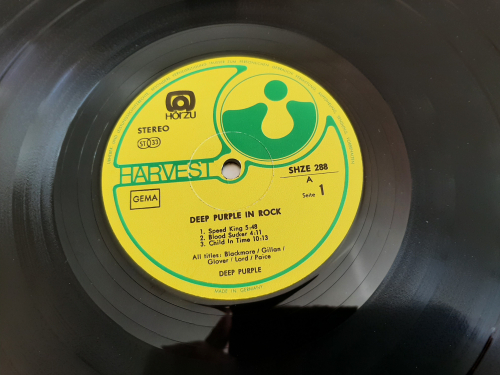 HÖRZU
STEREO
ST 33
HARVEST
SHZE 288
A
Seite 1
GEMA
DEEP PURPLE IN ROCK
1. Speed King 5:48
2. Blood Sucker 4:11
3. Child In Time 10:13
All titles: Blackmore / Gillan /
Glover / Lord / Paice
DEEP PURPLE
MADE IN GERMANY